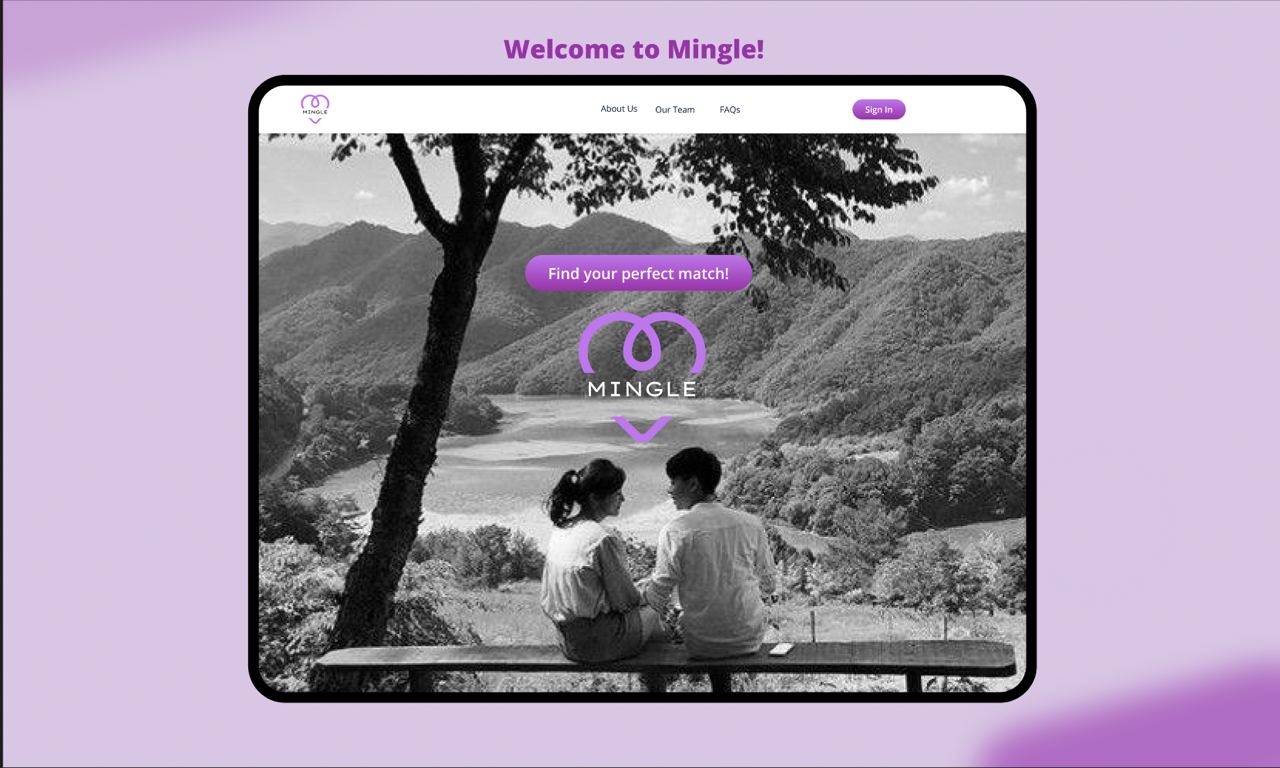 Welcome to Mingle!
MINGLE
About Us
Our Team
FAQs
Sign In
Find your perfect match!
MINGLE